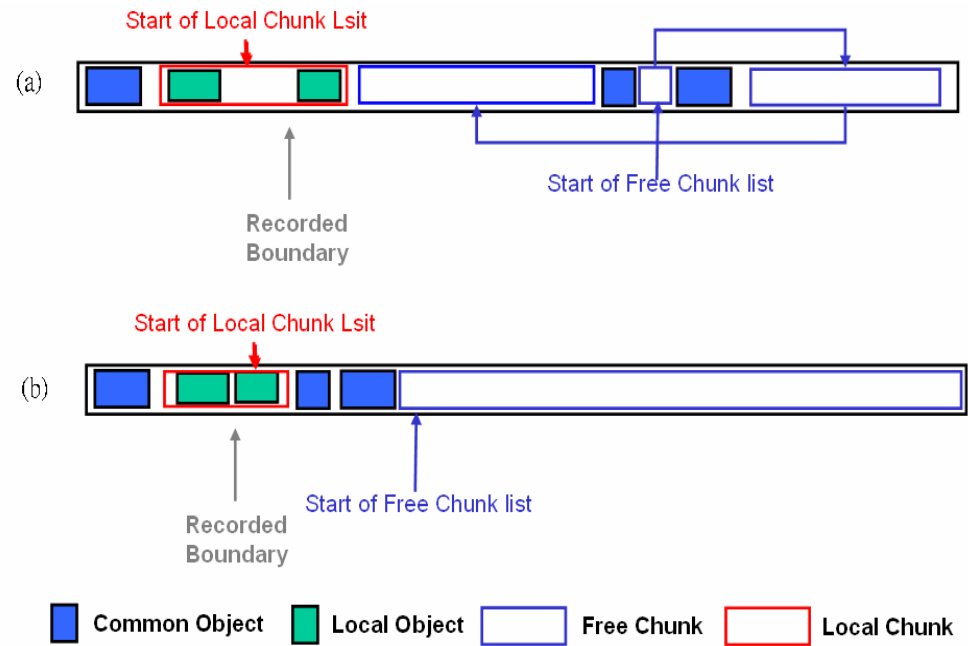 Start of Local Chunk Lsit
(a)
Start of Free Chunk list
Recorded
Boundary
Start of Local Chunk Lsit
(b)
Start of Free Chunk list
Recorded
Boundary
Common Object
Local Object
Free Chunk
Local Chunk